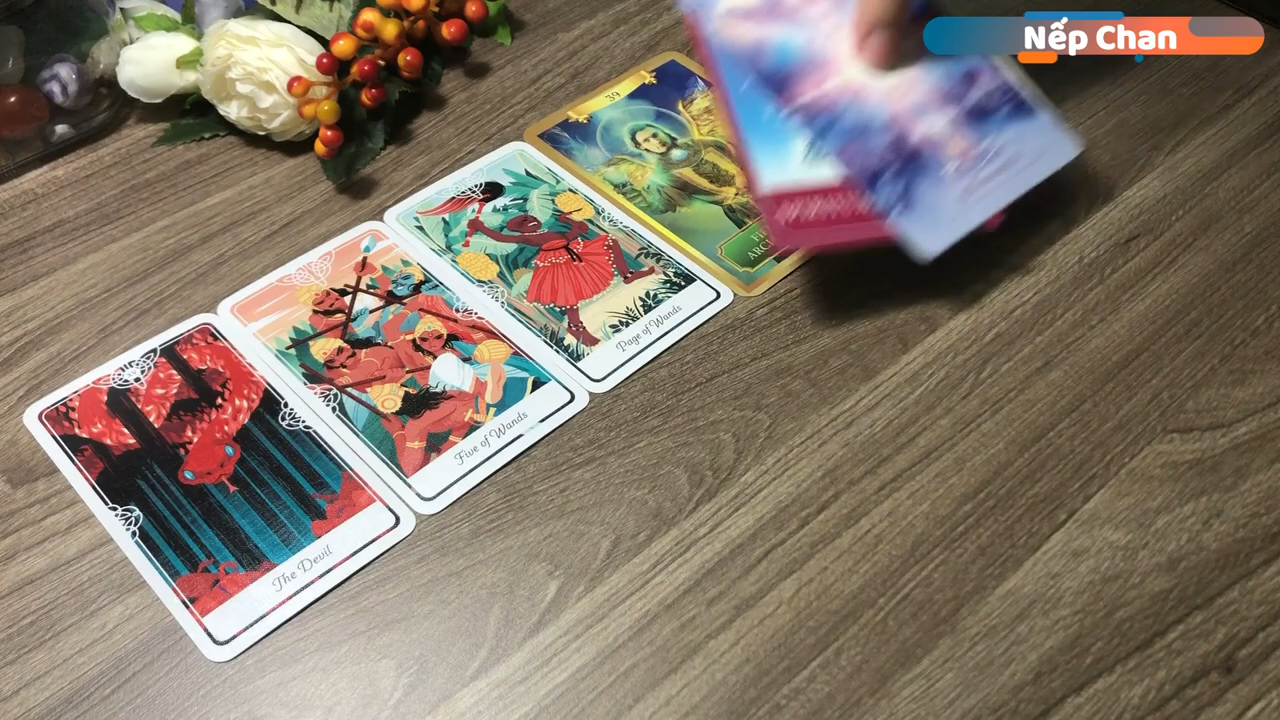 Nếp Chan
39
Page of Wands
Five of Wands
The Devil